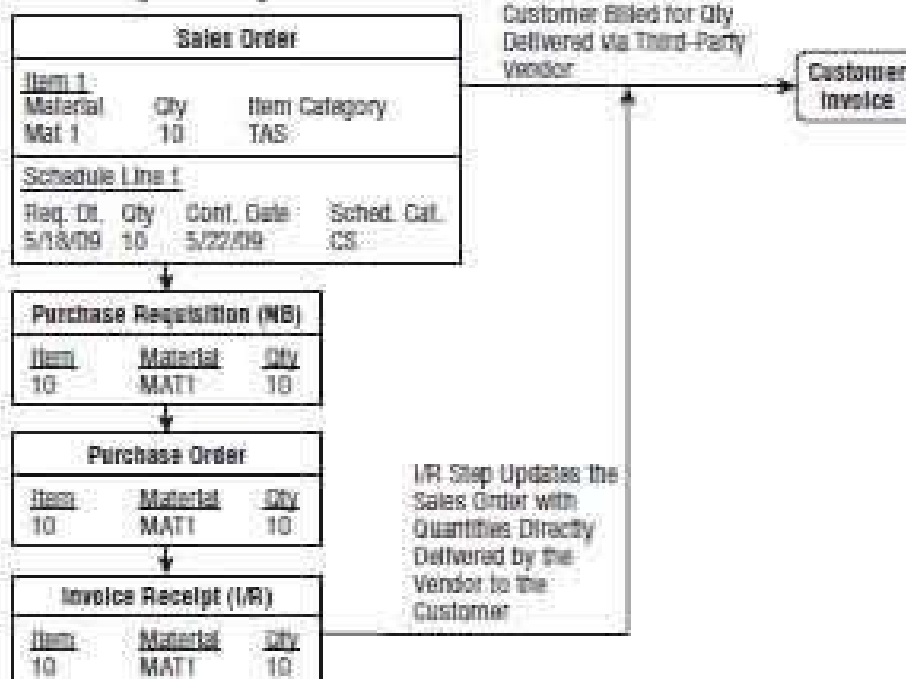 Customer Billed for Qty
Delivered via Third-Party
Vendor
Sales Order
Item 1
Material Qty Item Category
Mat 1 10 TAS
Schedule Line 1
Req. Dt. Qty Conf. Date Sched. Cat.
5/18/09 10 5/22/09 CS
Customer
Invoice
Purchase Requisition (NB)
Item Material Qty
10 MAT1 10
Purchase Order
Item Material Qty
10 MAT1 10
I/R Step Updates the
Sales Order with
Quantities Directly
Delivered by the
Vendor to the
Customer
Invoice Receipt (I/R)
Item Material Qty
10 MAT1 10